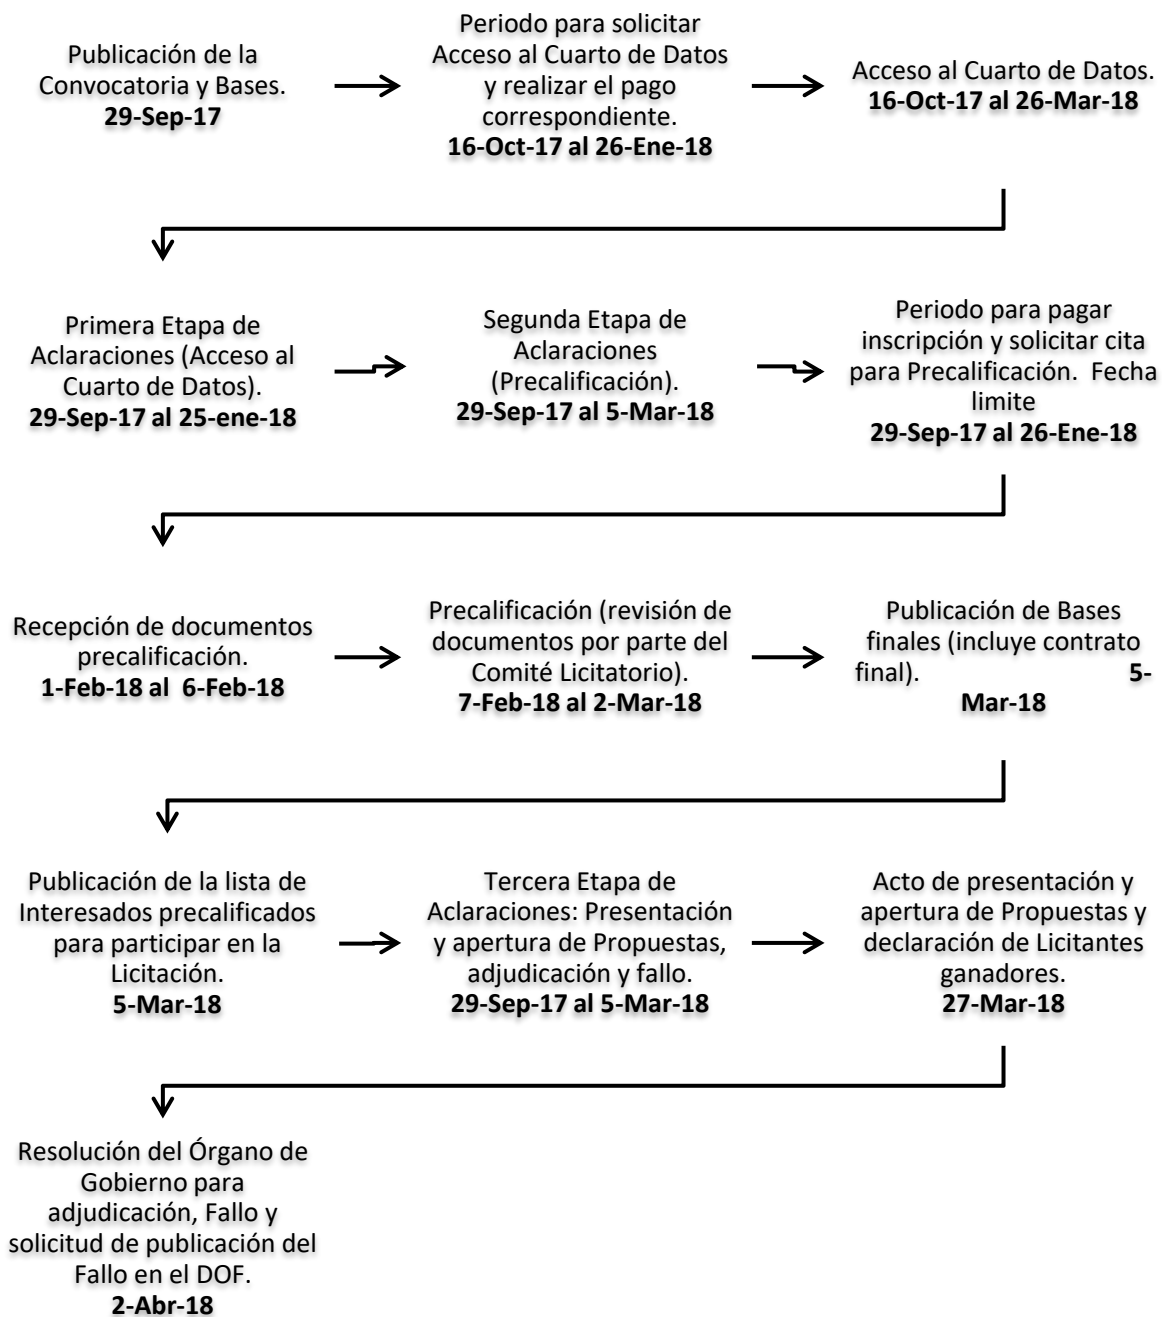 Publicación de la
Convocatoria y Bases.
29-Sep-17
Periodo para solicitar
Acceso al Cuarto de Datos
y realizar el pago
correspondiente.
16-Oct-17 al 26-Ene-18
Acceso al Cuarto de Datos.
16-Oct-17 al 26-Mar-18
Primera Etapa de
Aclaraciones (Acceso al
Cuarto de Datos).
29-Sep-17 al 25-ene-18
Segunda Etapa de
Aclaraciones
(Precalificación).
29-Sep-17 al 5-Mar-18
Periodo para pagar
inscripción y solicitar cita
para Precalificación.  Fecha
limite
29-Sep-17 al 26-Ene-18
Recepción de documentos
precalificación.
1-Feb-18 al  6-Feb-18
Precalificación (revisión de
documentos por parte del
Comité Licitatorio).
7-Feb-18 al 2-Mar-18
Publicación de Bases
finales (incluye contrato
final). 5-
Mar-18
Publicación de la lista de
Interesados precalificados
para participar en la
Licitación.
5-Mar-18
Tercera Etapa de
Aclaraciones: Presentación
y apertura de Propuestas,
adjudicación y fallo.
29-Sep-17 al 5-Mar-18
Acto de presentación y
apertura de Propuestas y
declaración de Licitantes
ganadores.
27-Mar-18
Resolución del Órgano de
Gobierno para
adjudicación, Fallo y
solicitud de publicación del
Fallo en el DOF.
2-Abr-18